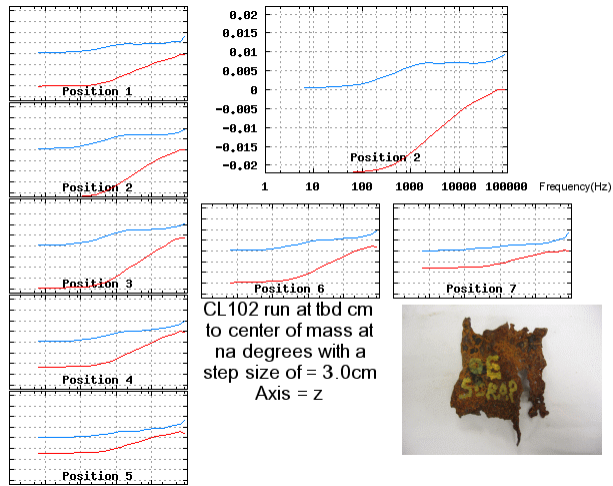 Position 1
Position 2
Position 3
Position 4
Position 5
0.02
0.015
0.01
0.005
0
-0.005
-0.01
-0.015
-0.02
Position 2
1 10 100 1000 10000 100000 Frequency(Hz)
Position 6
Position 7
CL102 run at tbd cm
to center of mass at
na degrees with a
step size of = 3.0cm
Axis = z
OE
SCRAP